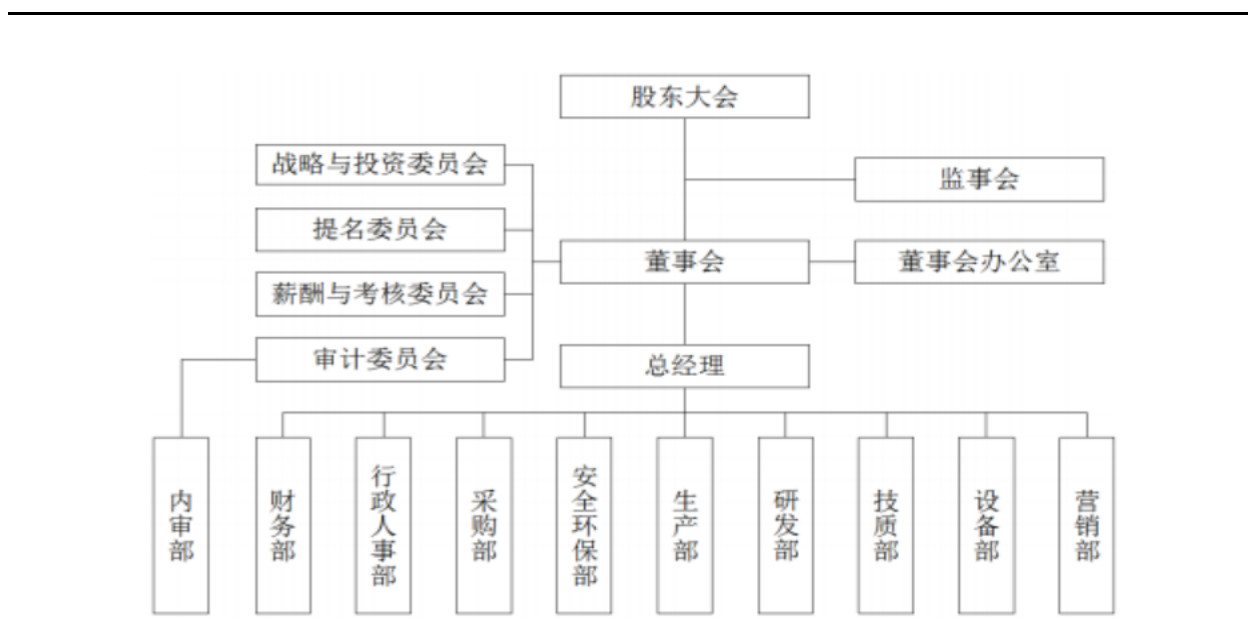 股东大会
战略与投资委员会
监事会
提名委员会
董事会
董事会办公室
薪酬与考核委员会
审计委员会
总经理
内审部
财务部
行政人事部
采购部
安全环保部
生产部
研发部
技质部
设备部
营销部